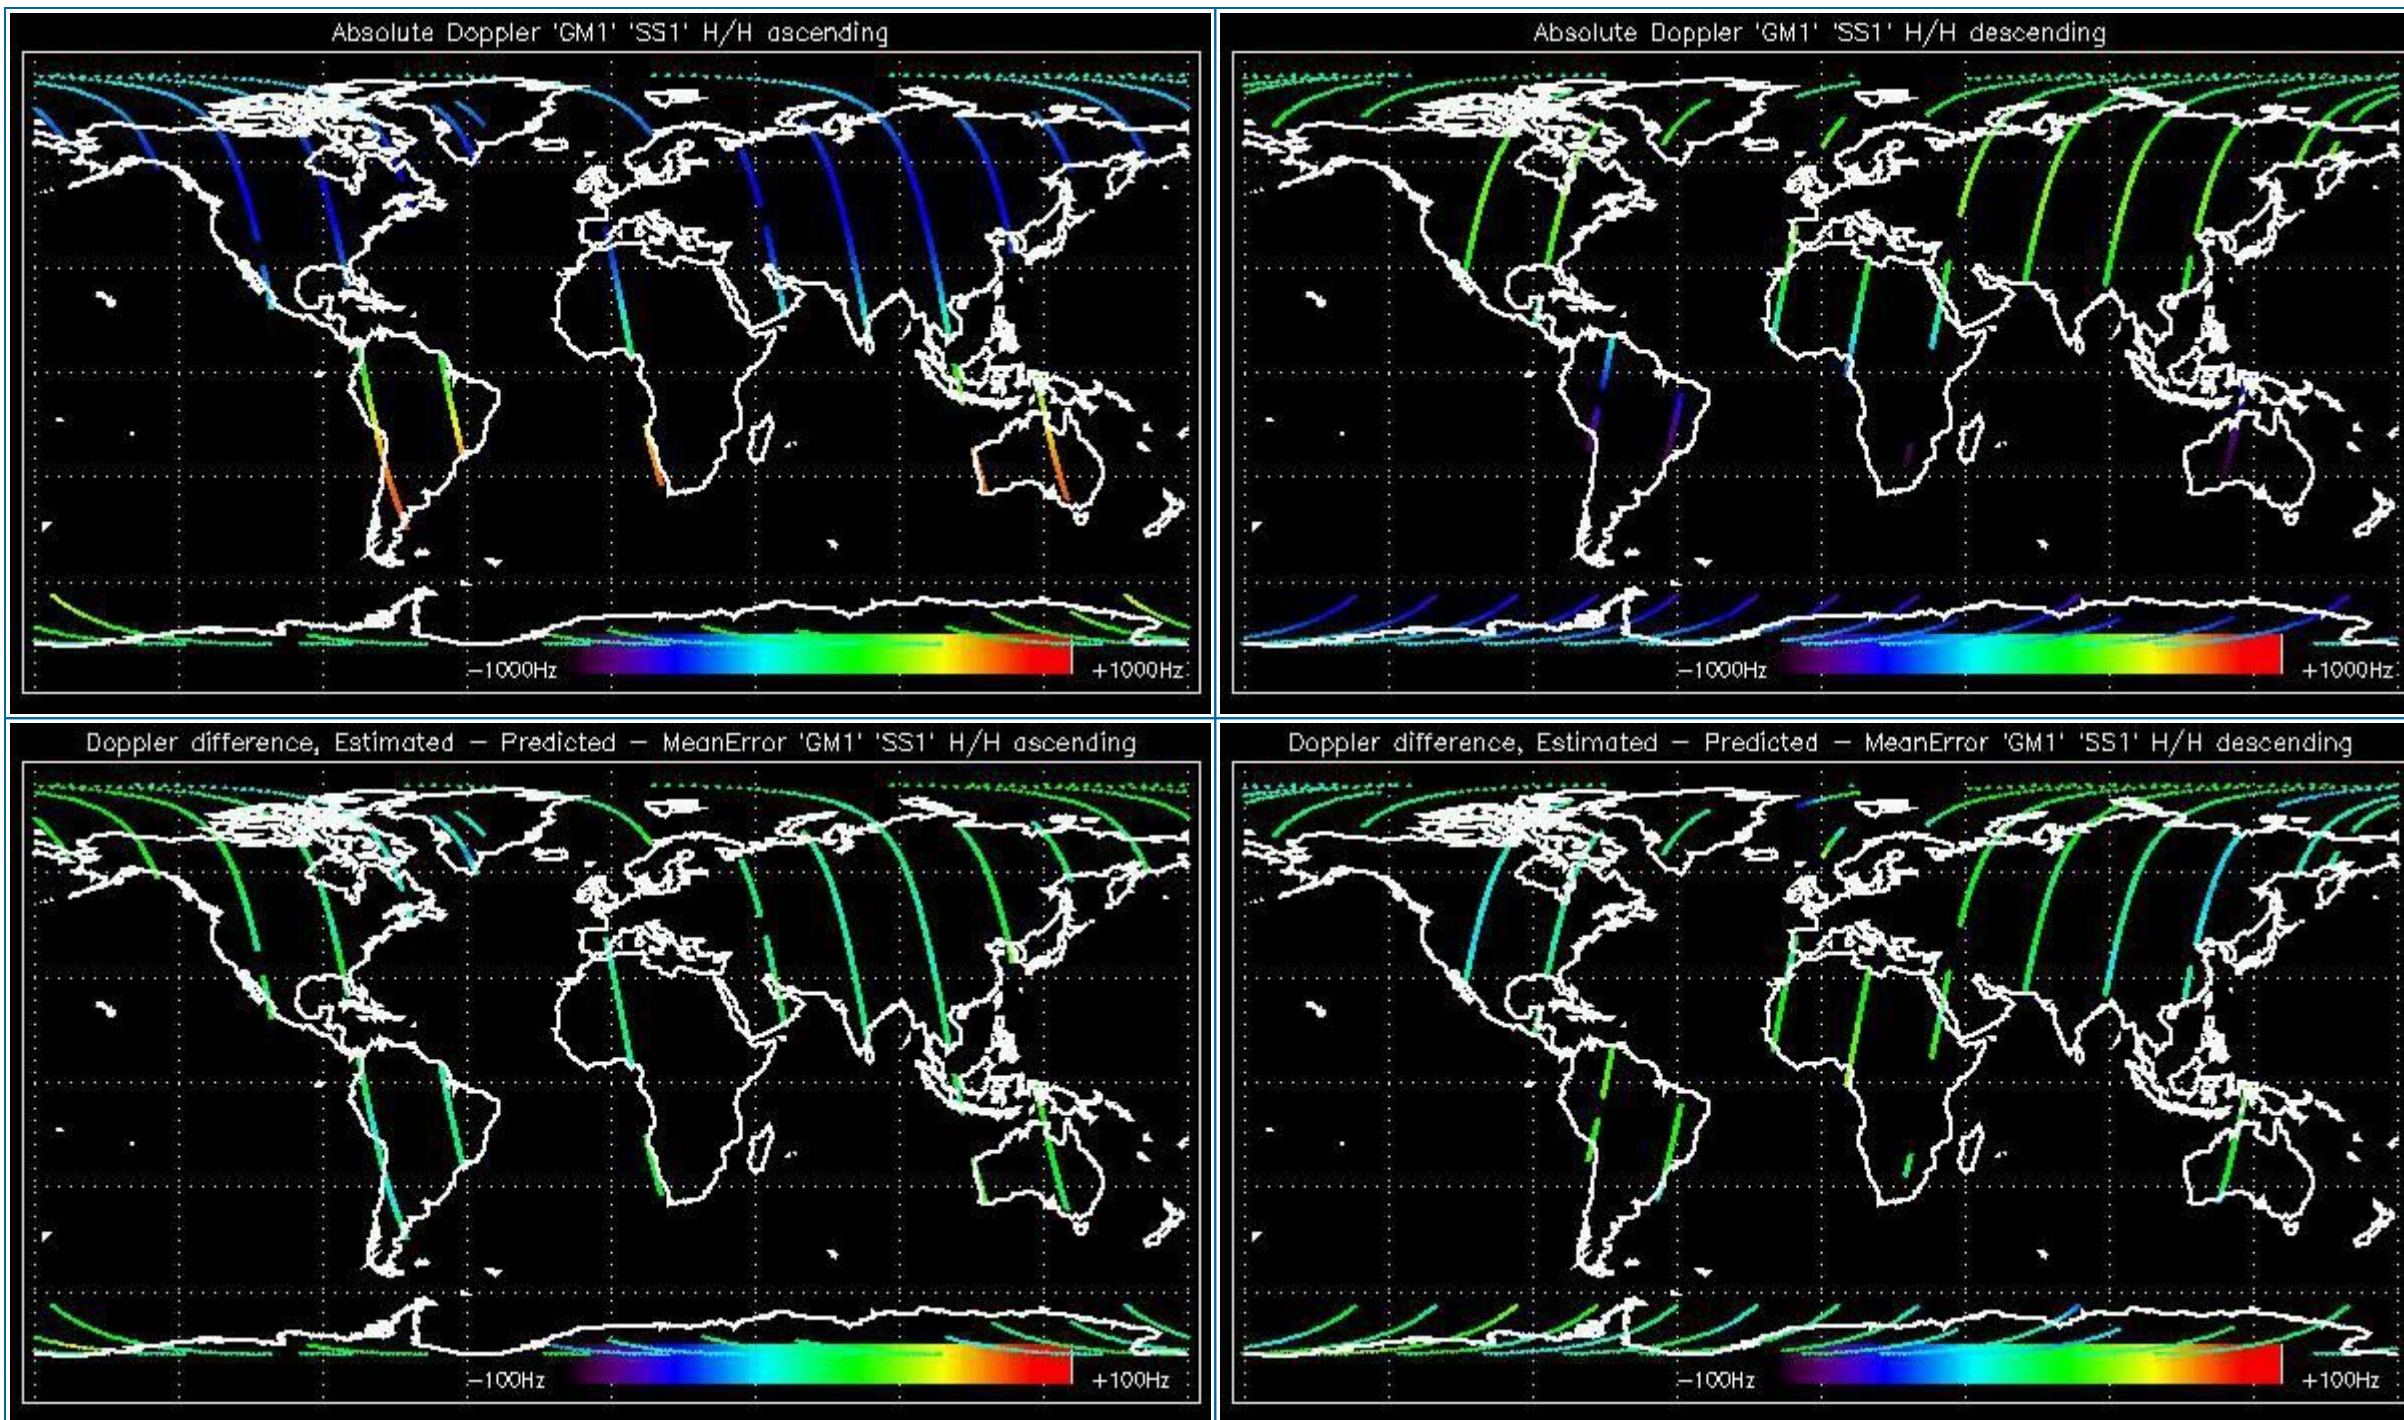 Absolute Doppler 'GM1' 'SS1' H/H ascending
-1000Hz +1000Hz
Absolute Doppler 'GM1' 'SS1' H/H descending
-1000Hz +1000Hz
Doppler difference, Estimated - Predicted - MeanError 'GM1' 'SS1' H/H ascending
-100Hz +100Hz
Doppler difference, Estimated - Predicted - MeanError 'GM1' 'SS1' H/H descending
-100Hz +100Hz